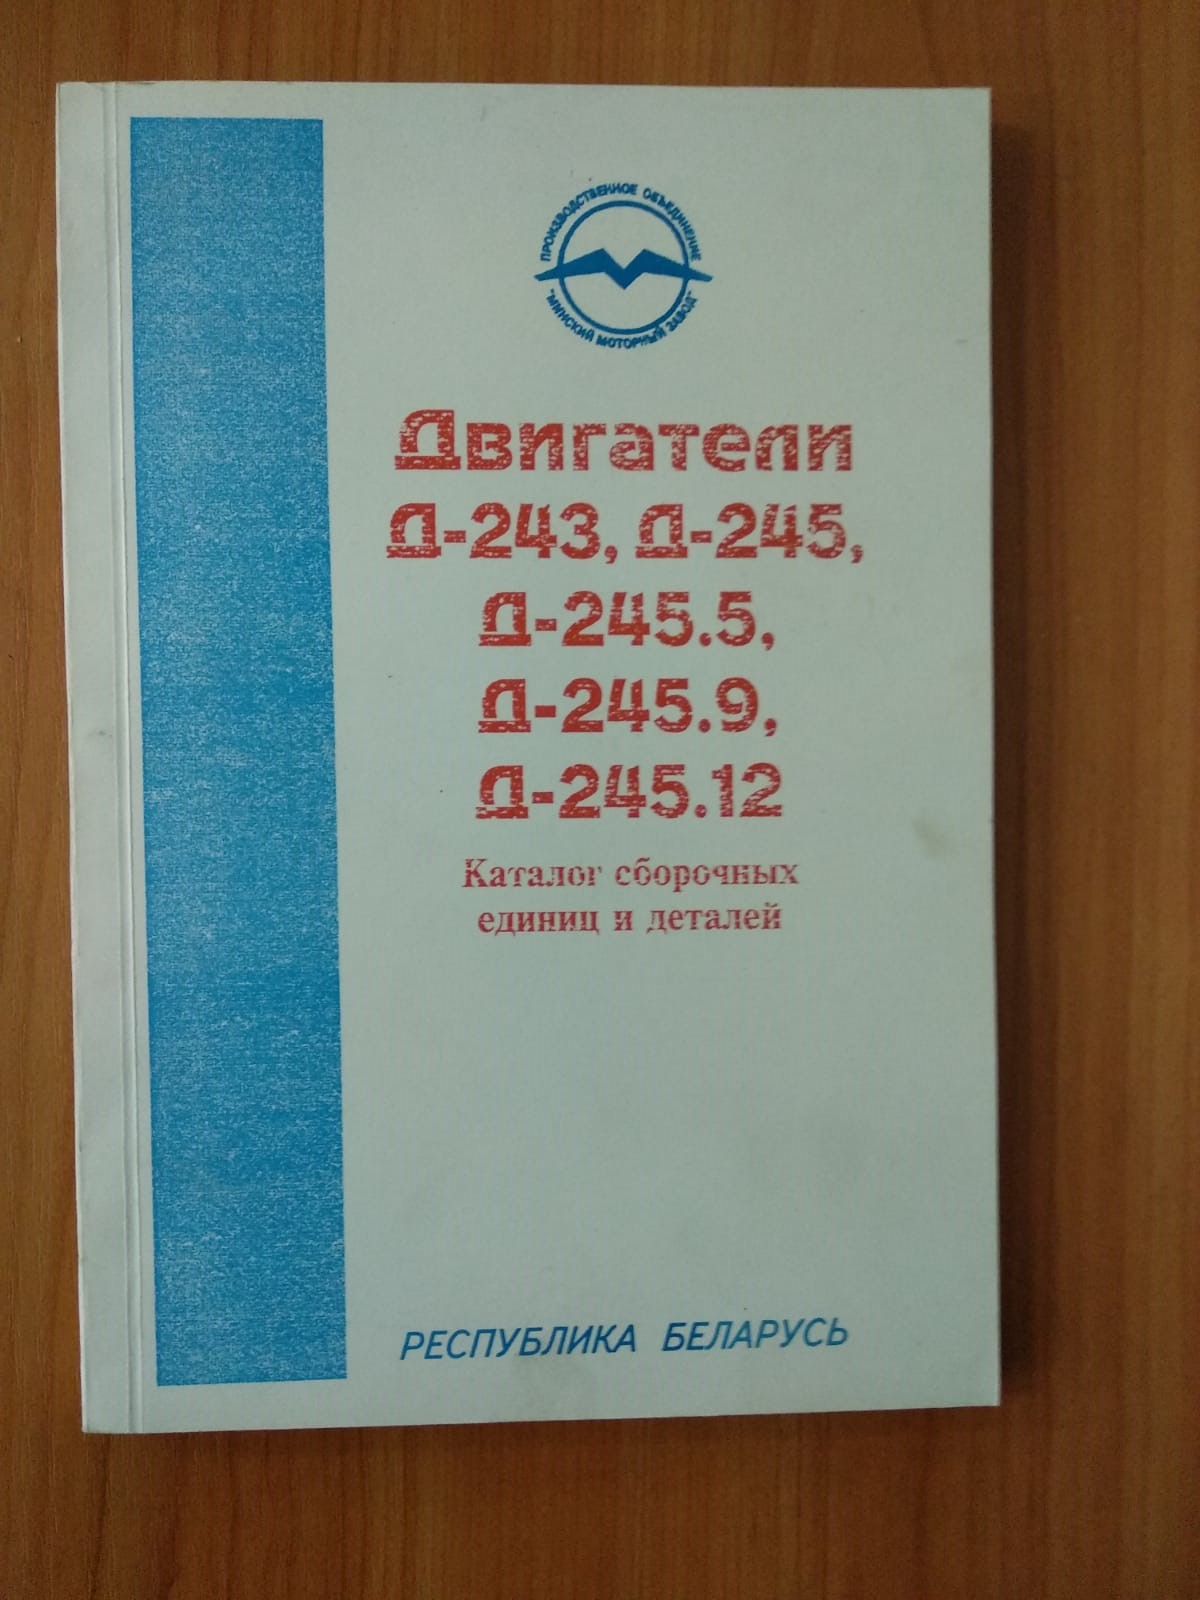 ПРОИЗВОДСТВЕННОЕ ОБЪЕДИНЕНИЕ
"МИНСКИЙ МОТОРНЫЙ ЗАВОД"
Двигатели
Д-243, Д-245,
Д-245.5,
Д-245.9,
Д-245.12
Каталог сборочных
единиц и деталей
РЕСПУБЛИКА БЕЛАРУСЬ